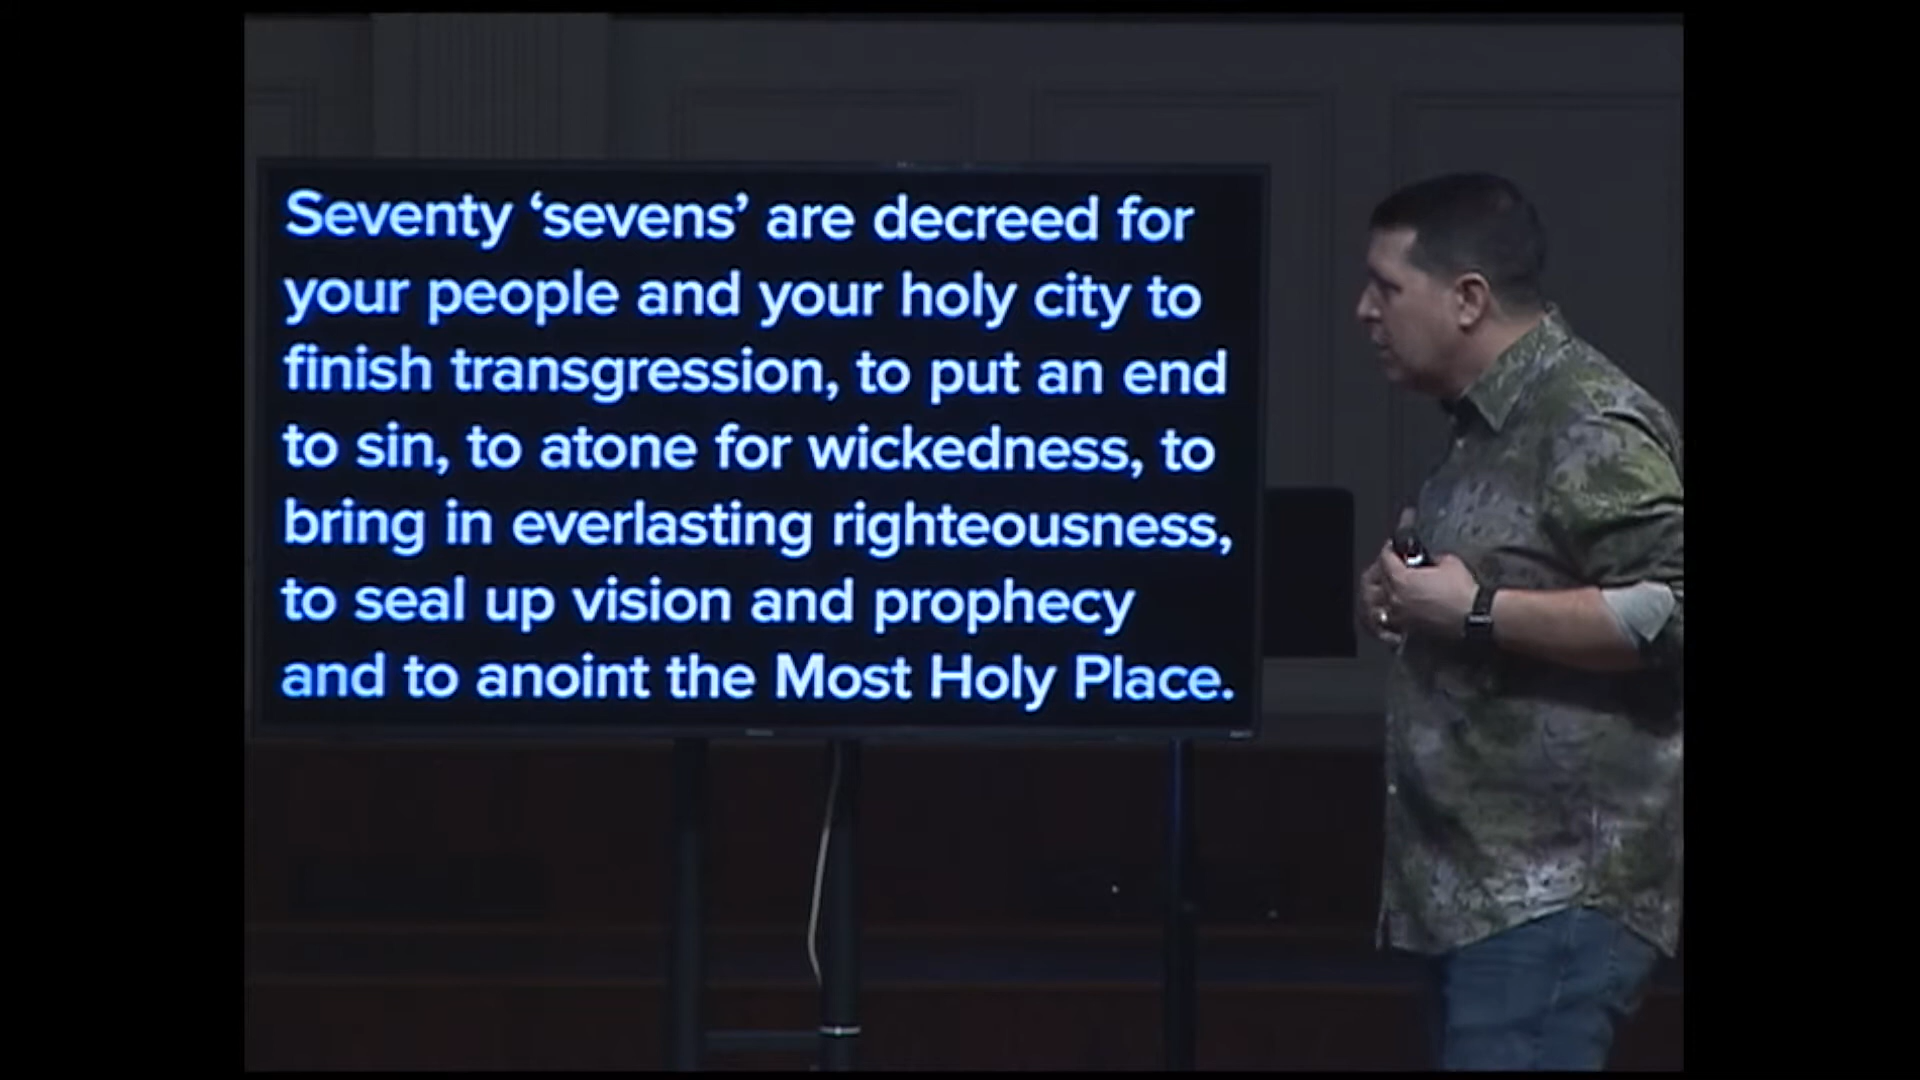 Seventy ‘sevens’ are decreed for
your people and your holy city to
finish transgression, to put an end
to sin, to atone for wickedness, to
bring in everlasting righteousness,
to seal up vision and prophecy
and to anoint the Most Holy Place.